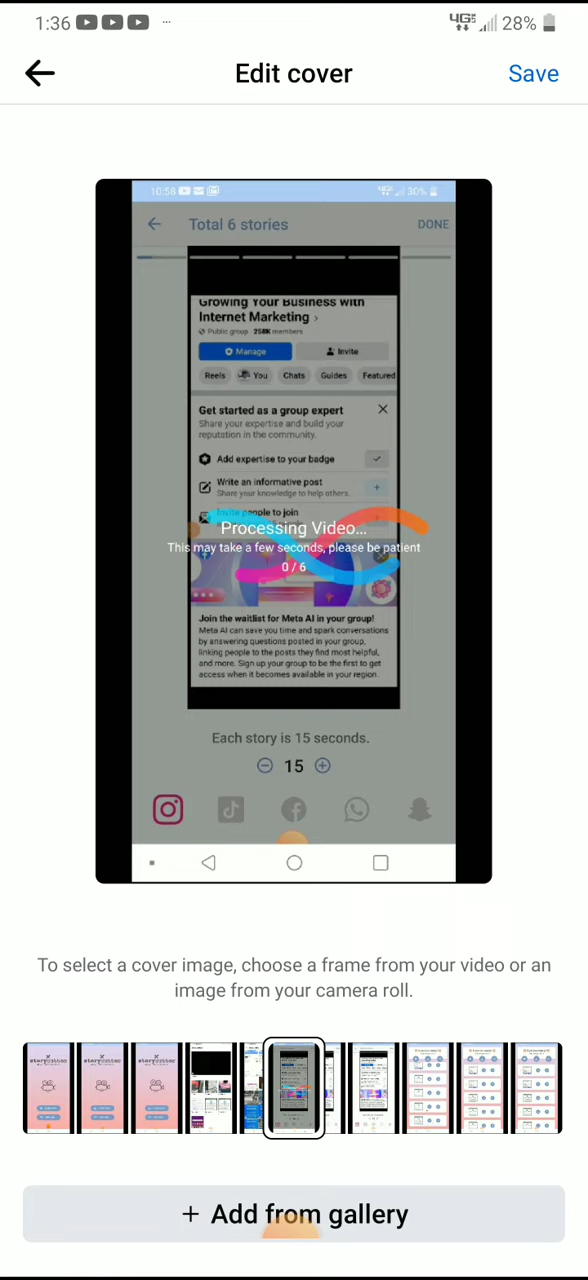 1:36
4G 28%
Edit cover
Save
10:58
30%
Total 6 stories
DONE
Growing Your Business with
Internet Marketing >
Public group 258K members
Manage
Invite
Reels
You
Chats
Guides
Featured
Get started as a group expert
Share your expertise and build your
reputation in the community.
Add expertise to your badge
Write an informative post
Share your knowledge to help others.
Invite people to join
Processing Video...
This may take a few seconds, please be patient
0 / 6
Join the waitlist for Meta AI in your group!
Meta AI can save you time and spark conversations
by answering questions posted in your group,
linking people to the posts they find most helpful,
and more. Sign up your group to be the first to get
access when it becomes available in your region.
Each story is 15 seconds.
15
To select a cover image, choose a frame from your video or an
image from your camera roll.
+ Add from gallery